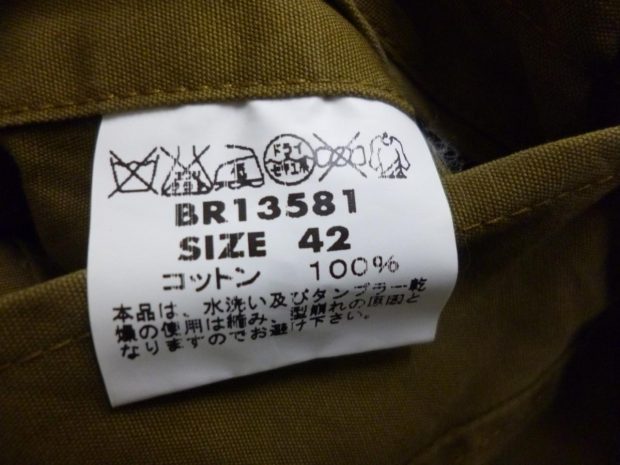 ドライ
セキユ系
BR13581
SIZE 42
コットン 100%
本品は、水洗い及びタンブラー乾
燥の使用は縮み、型崩れの原因と
なりますのでお避け下さい。